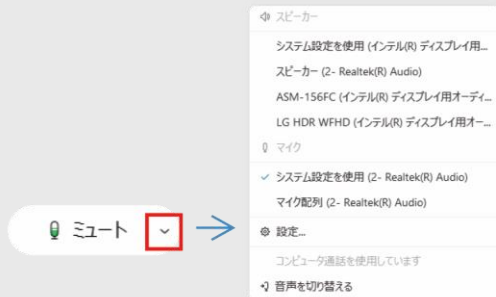 スピーカー
システム設定を使用 (インテル(R) ディスプレイ用...
スピーカー (2- Realtek(R) Audio)
ASM-156FC (インテル(R) ディスプレイ用オーディ...
LG HDR WFHD (インテル(R) ディスプレイ用オー...
マイク
システム設定を使用 (2- Realtek(R) Audio)
マイク配列 (2- Realtek(R) Audio)
ミュート
設定...
コンピュータ通話を使用しています
音声を切り替える